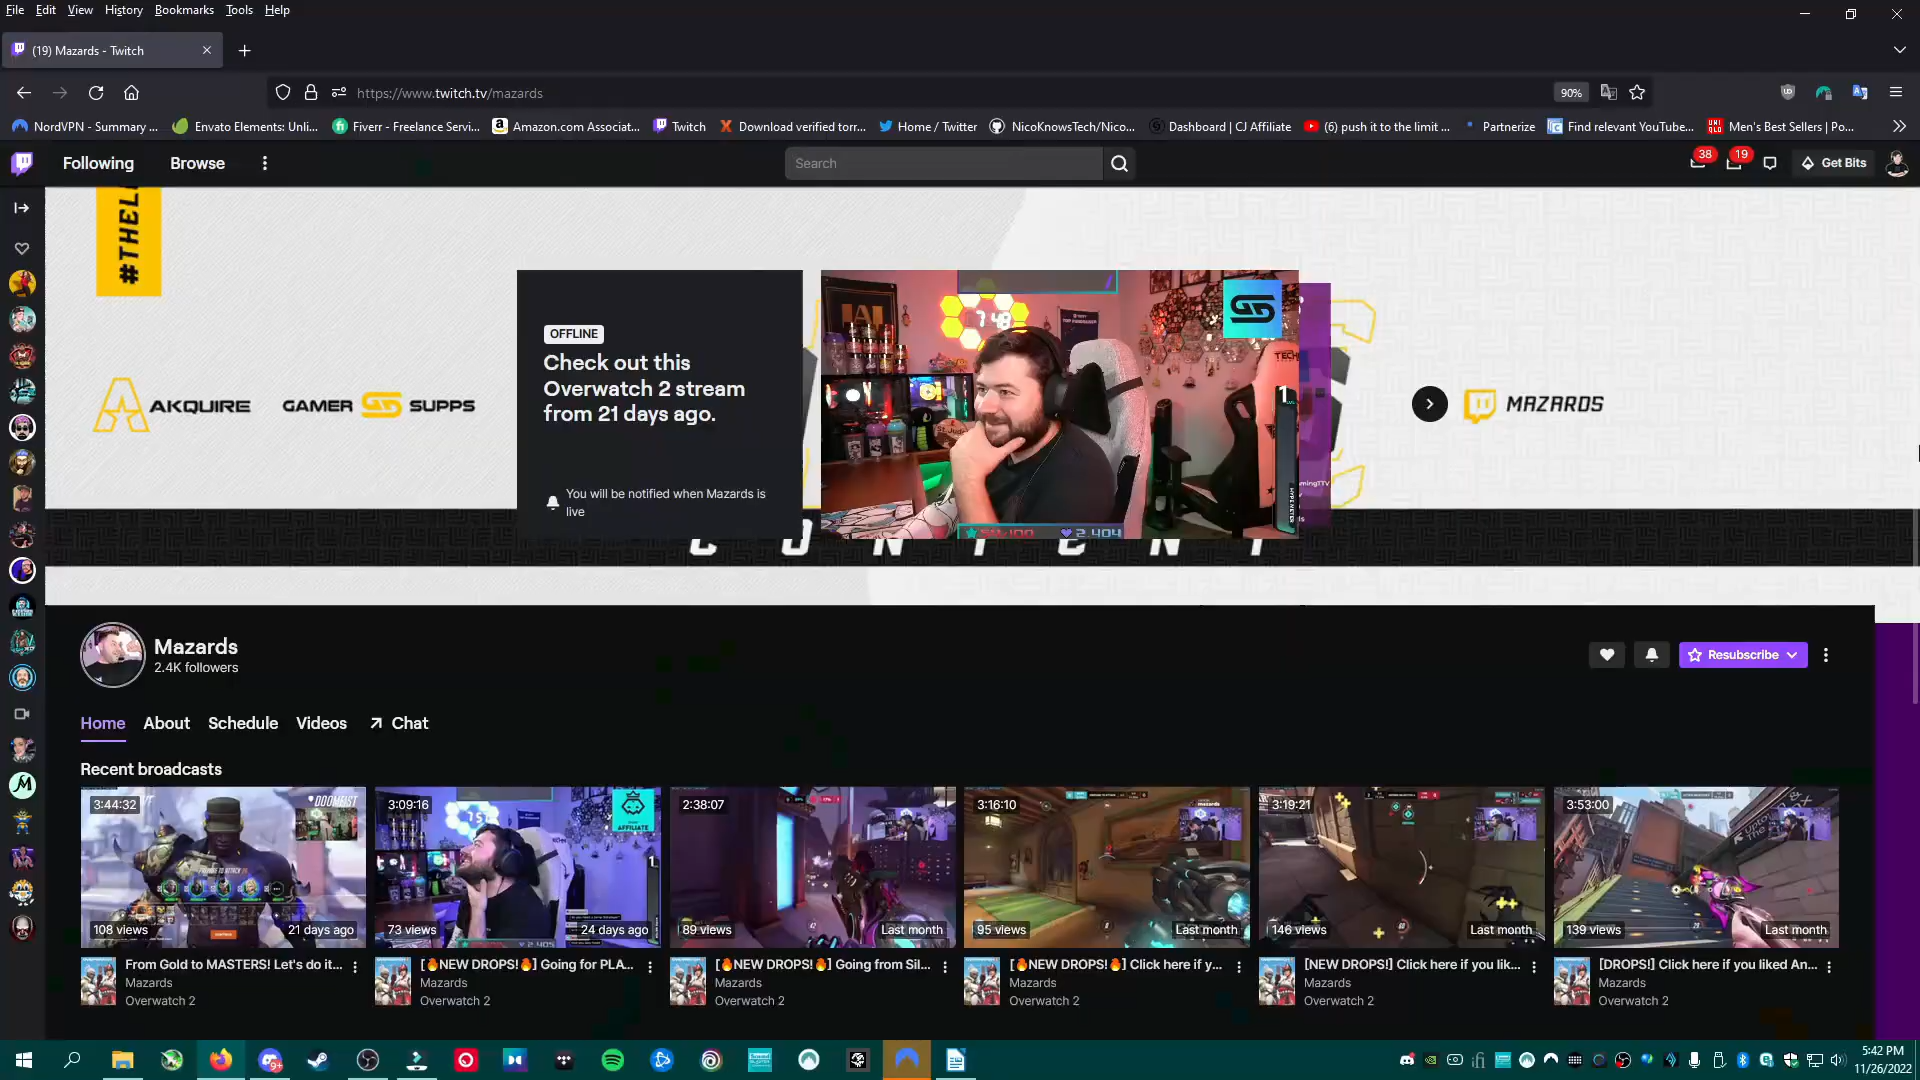 File Edit View History Bookmarks Tools Help
(19) Mazards - Twitch
https://www.twitch.tv/mazards
90%
NordVPN - Summary ...
Envato Elements: Unli...
Fiverr - Freelance Servi...
Amazon.com Associat...
Twitch
Download verified torr...
Home / Twitter
NicoKnowsTech/Nico...
Dashboard | CJ Affiliate
(6) push it to the limit ...
Partnerize
Find relevant YouTube...
Men's Best Sellers | Po...
Following
Browse
Search
38
19
Get Bits
#THEL
AKQUIRE
GAMER SUPPS
OFFLINE
Check out this
Overwatch 2 stream
from 21 days ago.
You will be notified when Mazards is
live
MAZARDS
CONTENT
Mazards
2.4K followers
Resubscribe
Home
About
Schedule
Videos
Chat
Recent broadcasts
3:44:32
DOOMFIST
108 views
21 days ago
3:09:16
AFFILIATE
73 views
24 days ago
2:38:07
89 views
Last month
3:16:10
95 views
Last month
3:19:21
146 views
Last month
3:53:00
139 views
Last month
From Gold to MASTERS! Let's do it...
Mazards
Overwatch 2
[🔥NEW DROPS!🔥] Going for PLA...
Mazards
Overwatch 2
[🔥NEW DROPS!🔥] Going from Sil...
Mazards
Overwatch 2
[🔥NEW DROPS!🔥] Click here if y...
Mazards
Overwatch 2
[NEW DROPS!] Click here if you lik...
Mazards
Overwatch 2
[DROPS!] Click here if you liked An...
Mazards
Overwatch 2
5:42 PM
11/26/2022